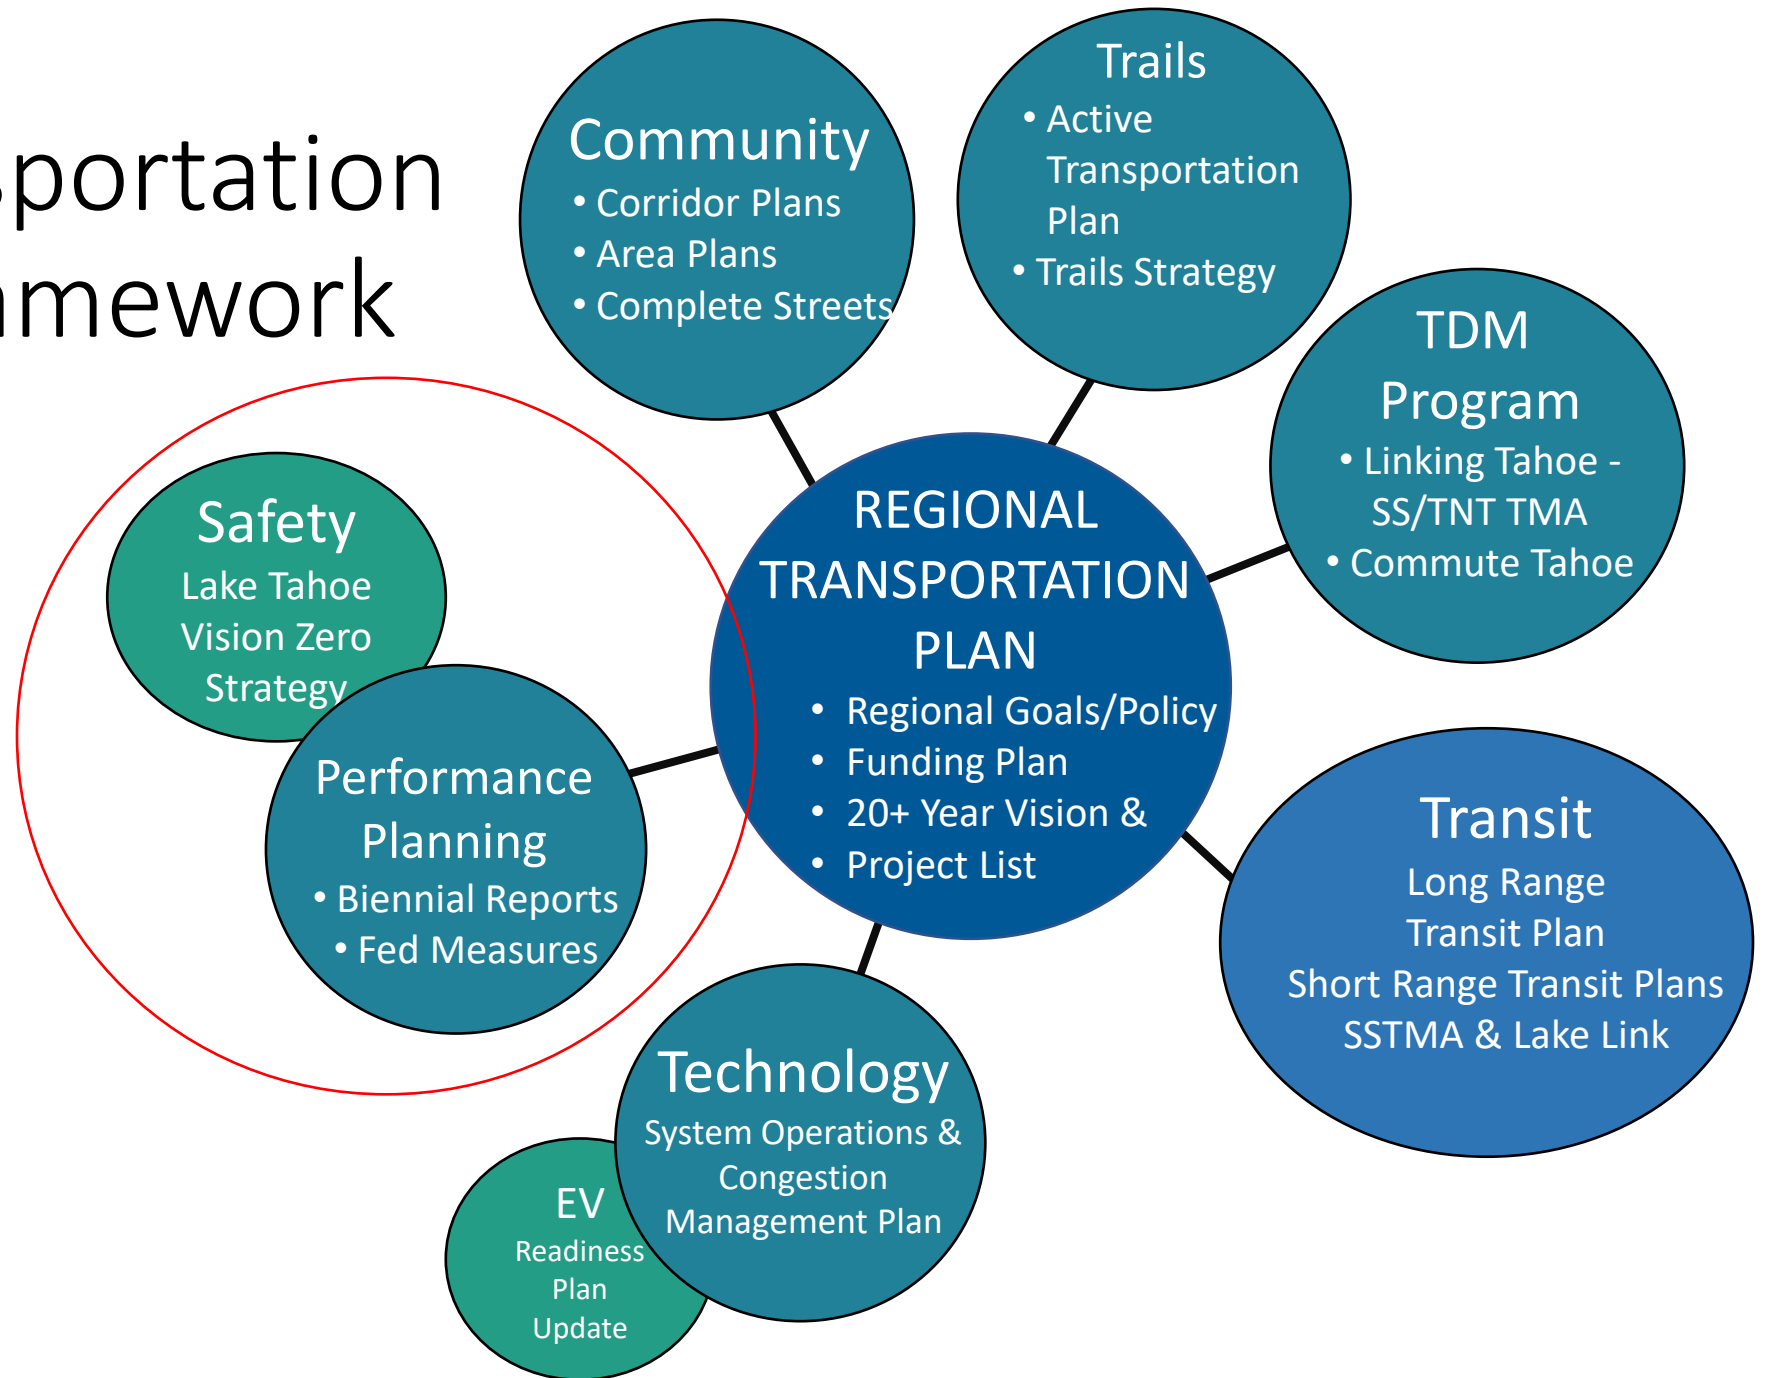 sportation
amework
Community
• Corridor Plans
• Area Plans
• Complete Streets
Trails
• Active
Transportation
Plan
• Trails Strategy
TDM
Program
• Linking Tahoe -
SS/TNT TMA
• Commute Tahoe
Safety
Lake Tahoe
Vision Zero
Strategy
REGIONAL
TRANSPORTATION
PLAN
• Regional Goals/Policy
• Funding Plan
• 20+ Year Vision &
• Project List
Performance
Planning
• Biennial Reports
• Fed Measures
Transit
Long Range
Transit Plan
Short Range Transit Plans
SSTMA & Lake Link
Technology
System Operations &
Congestion
Management Plan
EV
Readiness
Plan
Update